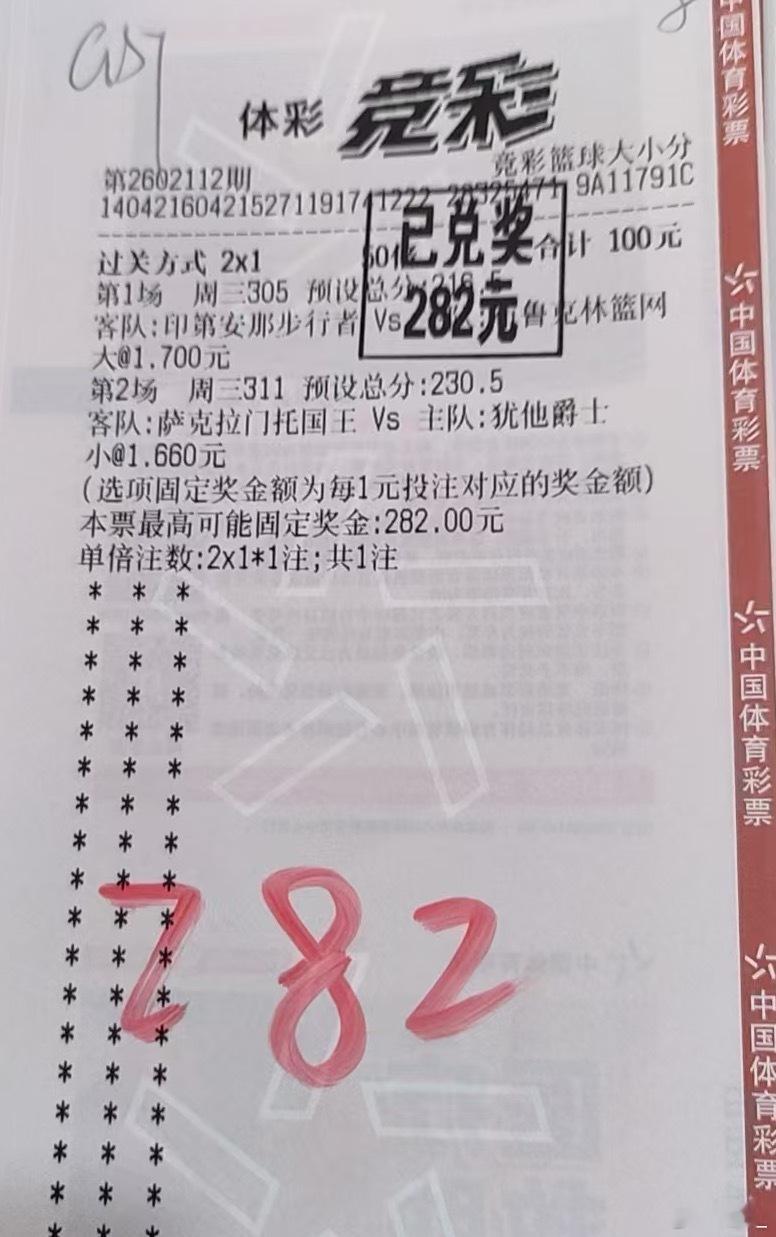 体彩 竞彩
竞彩篮球大小分
第2602112期
140421604215271191741222 28325471 9A11791C
过关方式 2x1 50倍 合计 100元
第1场 周三305 预设总分:216.5
客队:印第安那步行者 Vs 鲁克林篮网
大@1.700元
第2场 周三311 预设总分:230.5
客队:萨克拉门托国王 Vs 主队:犹他爵士
小@1.660元
(选项固定奖金额为每1元投注对应的奖金额)
本票最高可能固定奖金:282.00元
单倍注数:2x1*1注;共1注
已兑奖
282元
282
中国体育彩票
中国体育彩票
中国体育彩票
中国体育彩票